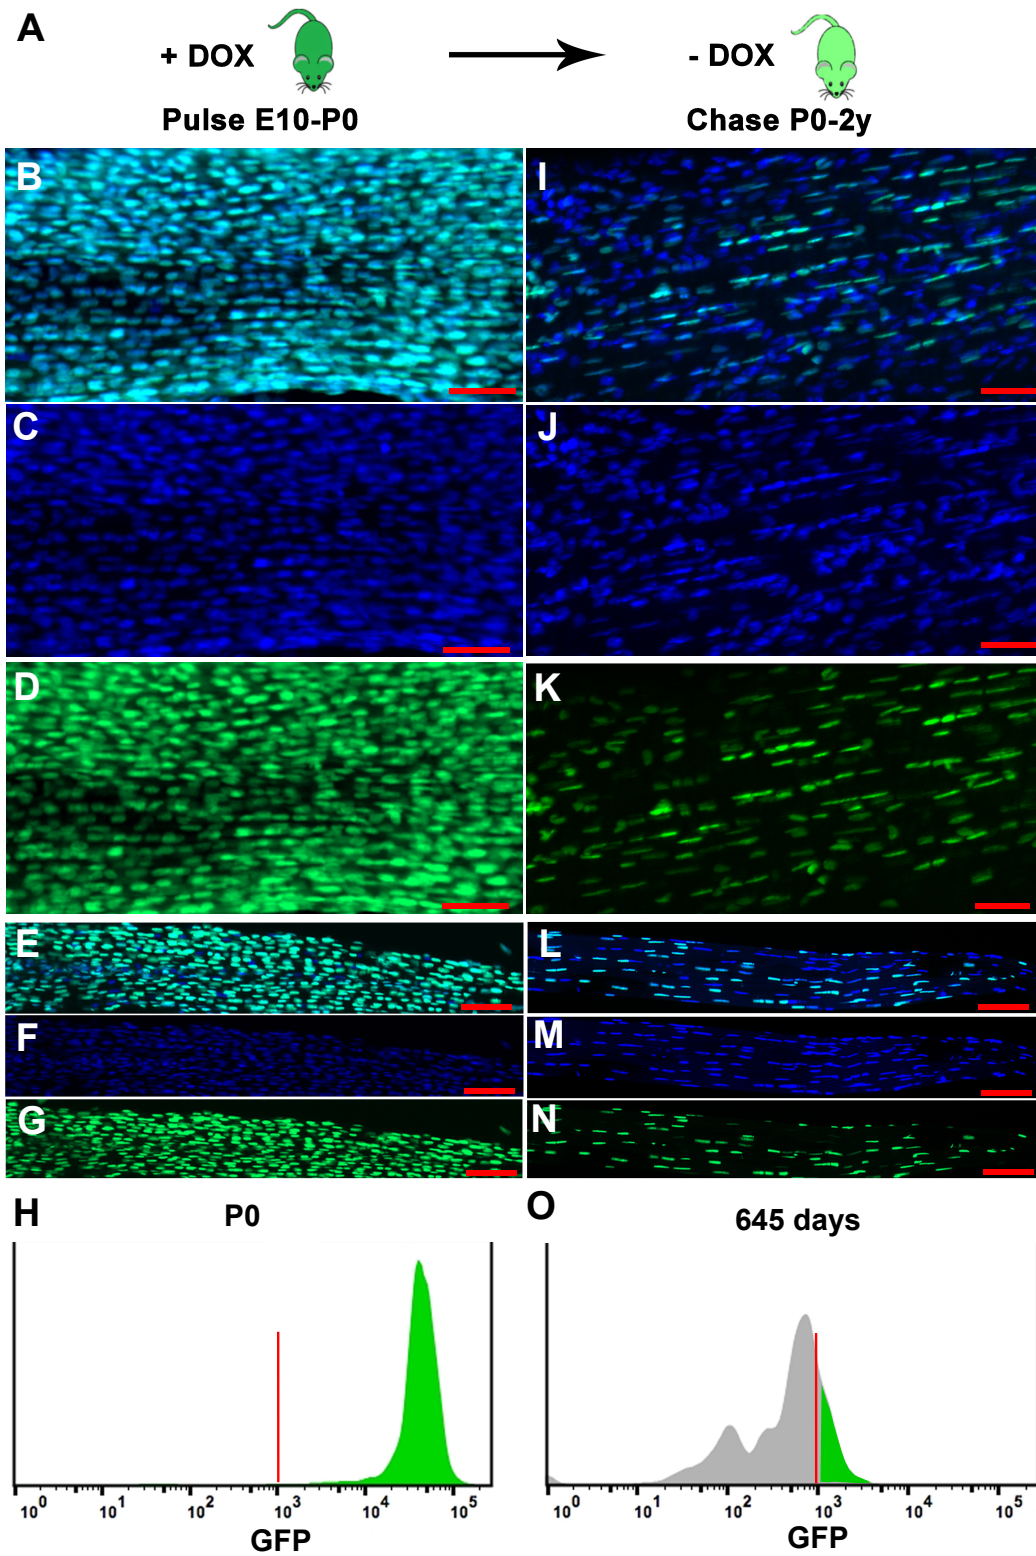 A
+ DOX
- DOX
Pulse E10-P0
Chase P0-2y
B
I
C
J
D
K
E
L
F
M
G
N
H
P0
O
645 days
10^0 10^1 10^2 10^3 10^4 10^5
GFP
10^0 10^1 10^2 10^3 10^4 10^5
GFP